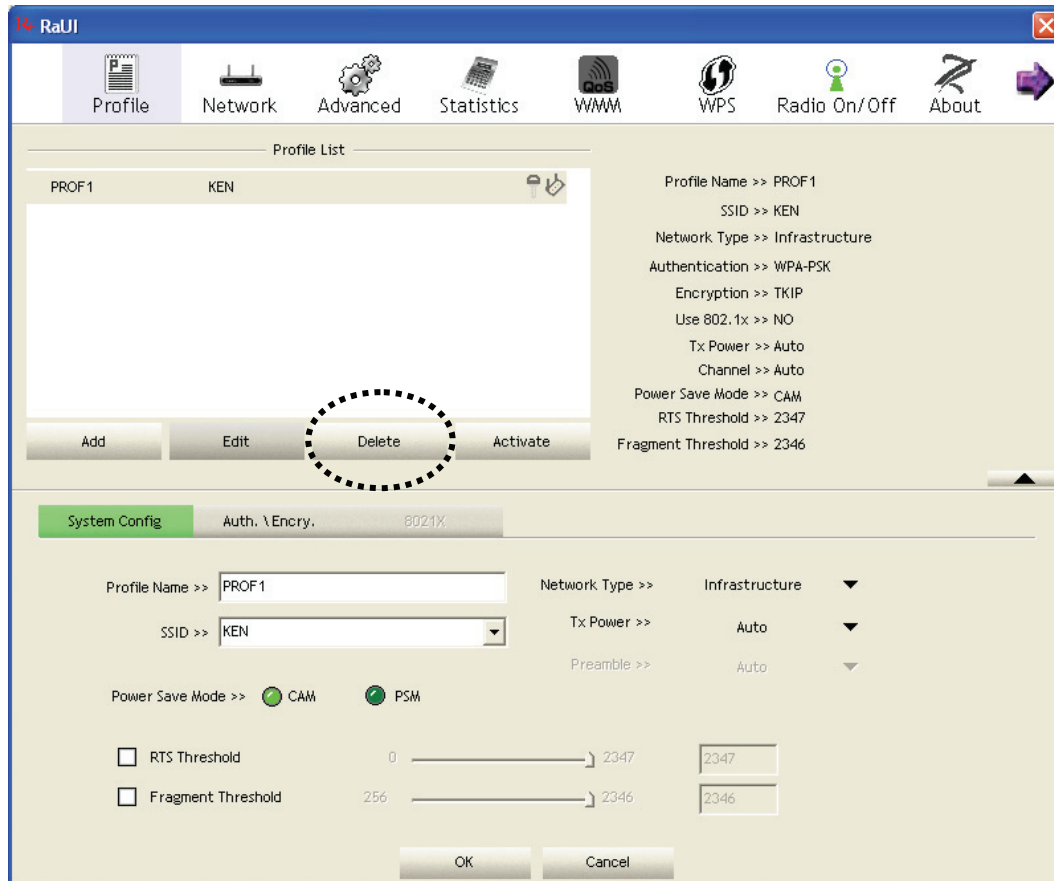 RaUI
Profile Network Advanced Statistics QoS WMM WPS Radio On/Off About
Profile List
PROF1 KEN
Profile Name >> PROF1
SSID >> KEN
Network Type >> Infrastructure
Authentication >> WPA-PSK
Encryption >> TKIP
Use 802.1x >> NO
Tx Power >> Auto
Channel >> Auto
Power Save Mode >> CAM
RTS Threshold >> 2347
Fragment Threshold >> 2346
Add Edit Delete Activate
System Config Auth. \ Encry. 8021X
Profile Name >> PROF1
Network Type >> Infrastructure
SSID >> KEN
Tx Power >> Auto
Preamble >> Auto
Power Save Mode >> CAM PSM
RTS Threshold 0 2347 2347
Fragment Threshold 256 2346 2346
OK Cancel